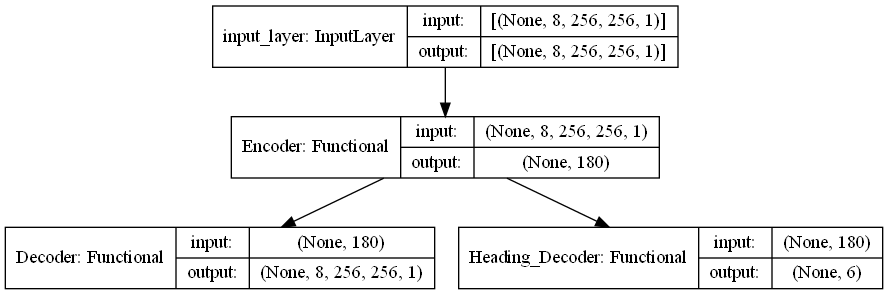 input_layer: InputLayer
input:
[(None, 8, 256, 256, 1)]
output:
[(None, 8, 256, 256, 1)]
Encoder: Functional
input:
(None, 8, 256, 256, 1)
output:
(None, 180)
Decoder: Functional
input:
(None, 180)
output:
(None, 8, 256, 256, 1)
Heading_Decoder: Functional
input:
(None, 180)
output:
(None, 6)